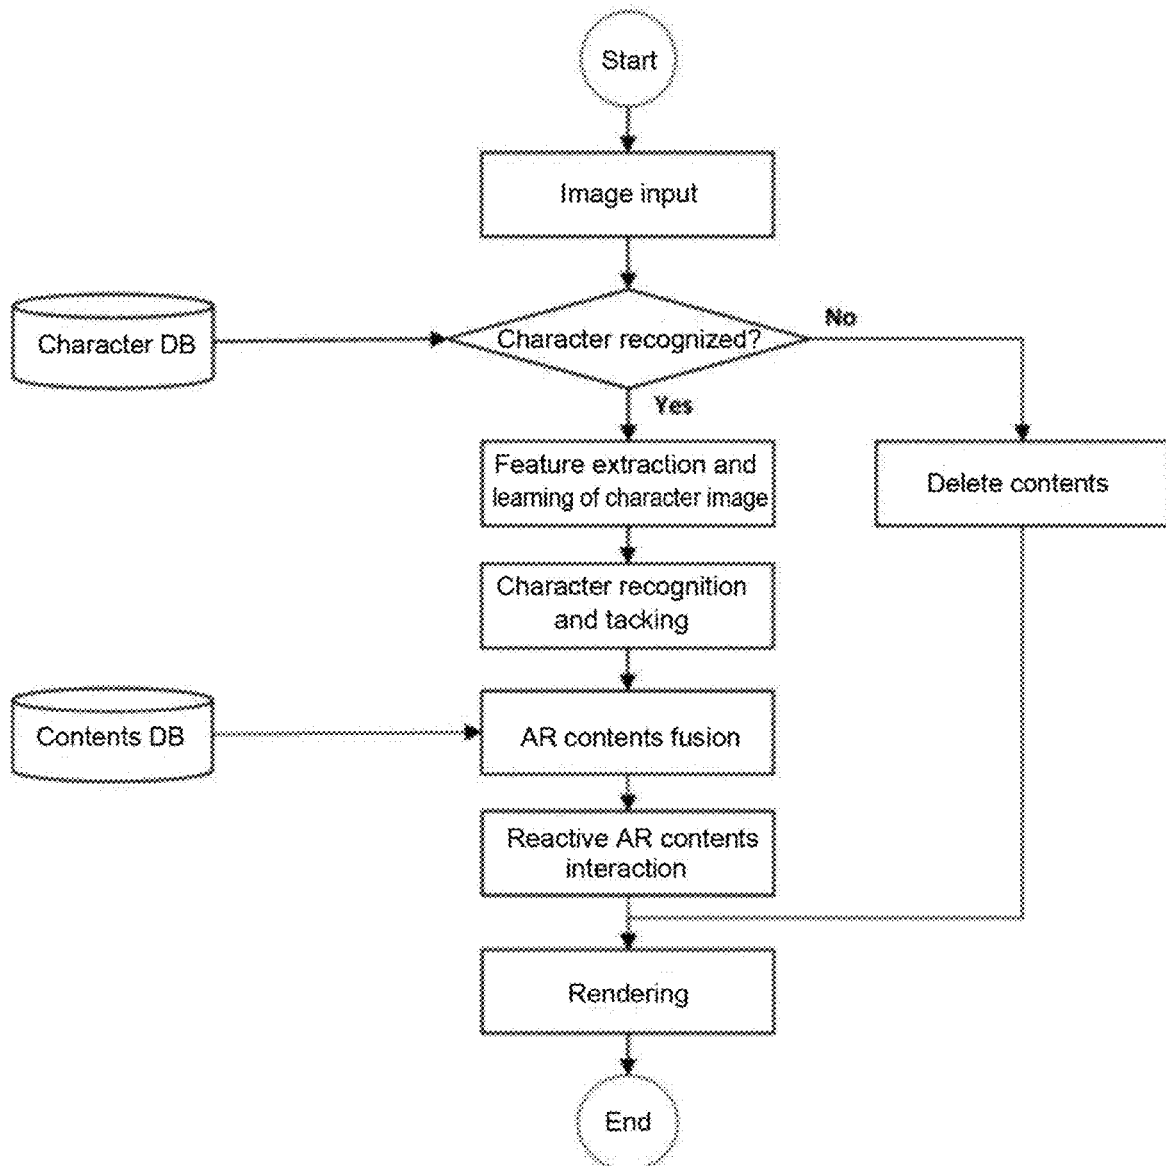 Start
Image input
Character DB
Character recognized?
No
Yes
Feature extraction and
learning of character image
Delete contents
Character recognition
and tacking
Contents DB
AR contents fusion
Reactive AR contents
interaction
Rendering
End